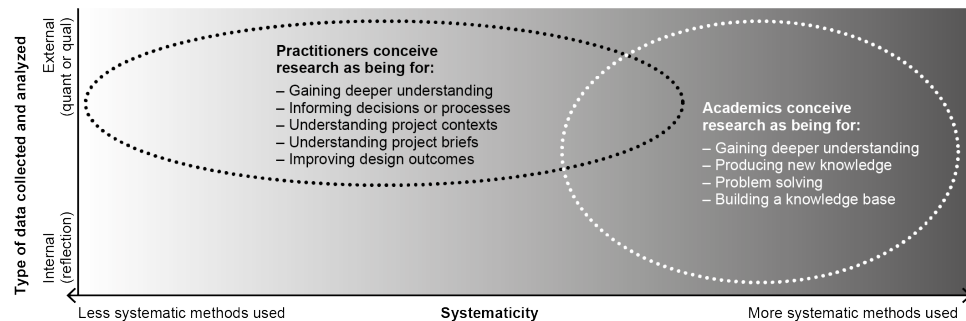 Type of data collected and analyzed
External
(quant or qual)
Internal
(reflection)
Practitioners conceive
research as being for:
– Gaining deeper understanding
– Informing decisions or processes
– Understanding project contexts
– Understanding project briefs
– Improving design outcomes
Academics conceive
research as being for:
– Gaining deeper understanding
– Producing new knowledge
– Problem solving
– Building a knowledge base
Less systematic methods used
Systematicity
More systematic methods used